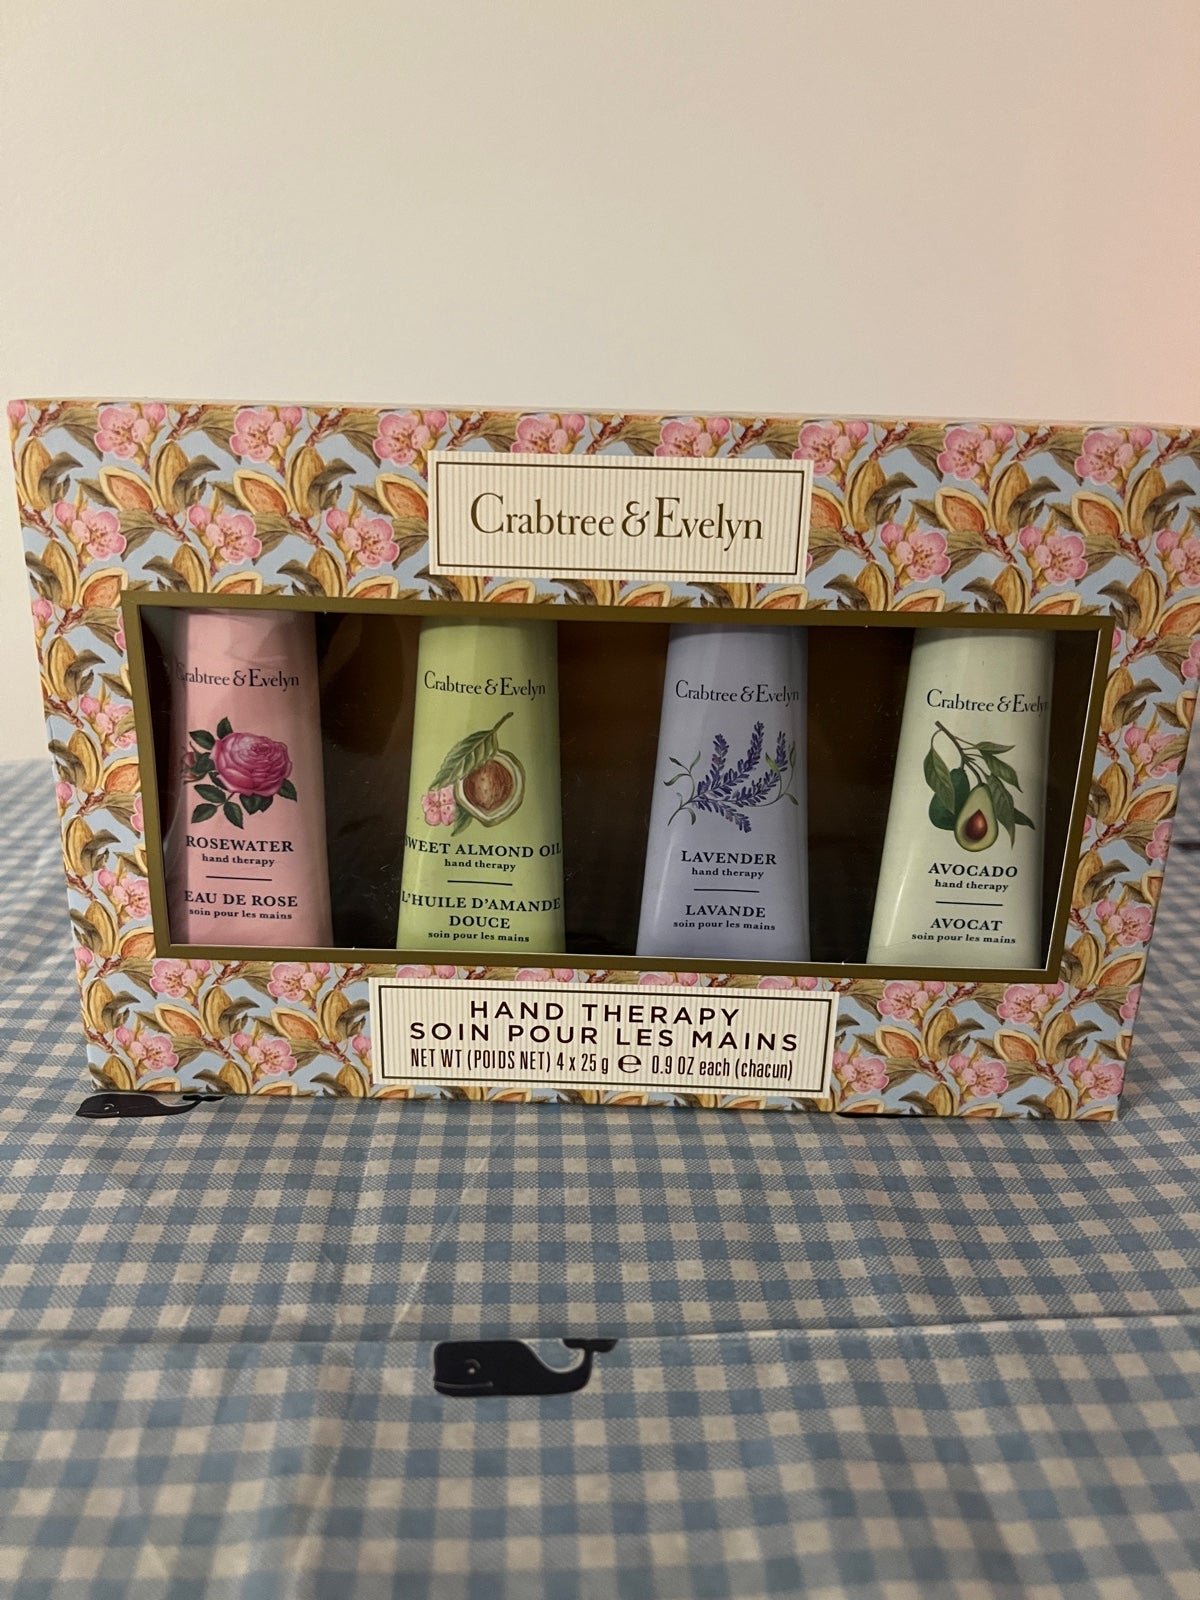 Crabtree & Evelyn
Crabtree & Evelyn
ROSEWATER
hand therapy
EAU DE ROSE
soin pour les mains
Crabtree & Evelyn
SWEET ALMOND OIL
hand therapy
L'HUILE D'AMANDE
DOUCE
soin pour les mains
Crabtree & Evelyn
LAVENDER
hand therapy
LAVANDE
soin pour les mains
Crabtree & Evelyn
AVOCADO
hand therapy
AVOCAT
soin pour les mains
HAND THERAPY
SOIN POUR LES MAINS
NET WT (POIDS NET) 4 x 25 g ℮ 0.9 OZ each (chacun)